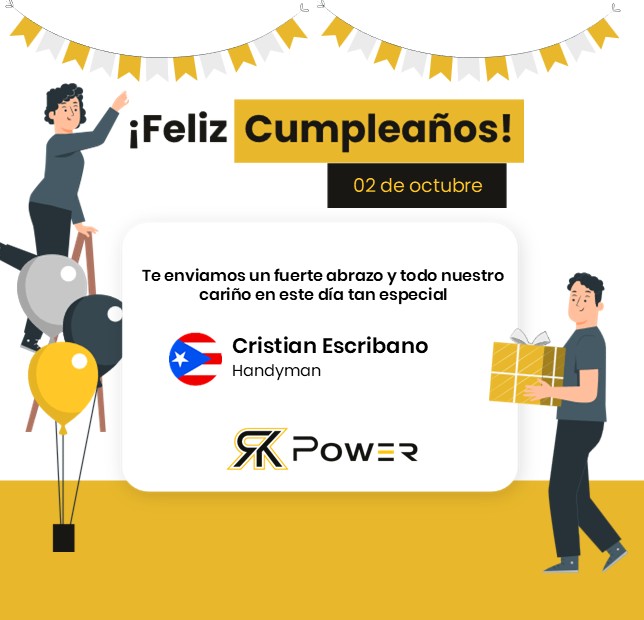 ¡Feliz Cumpleaños!
02 de octubre
Te enviamos un fuerte abrazo y todo nuestro
cariño en este día tan especial
Cristian Escribano
Handyman
RK Power